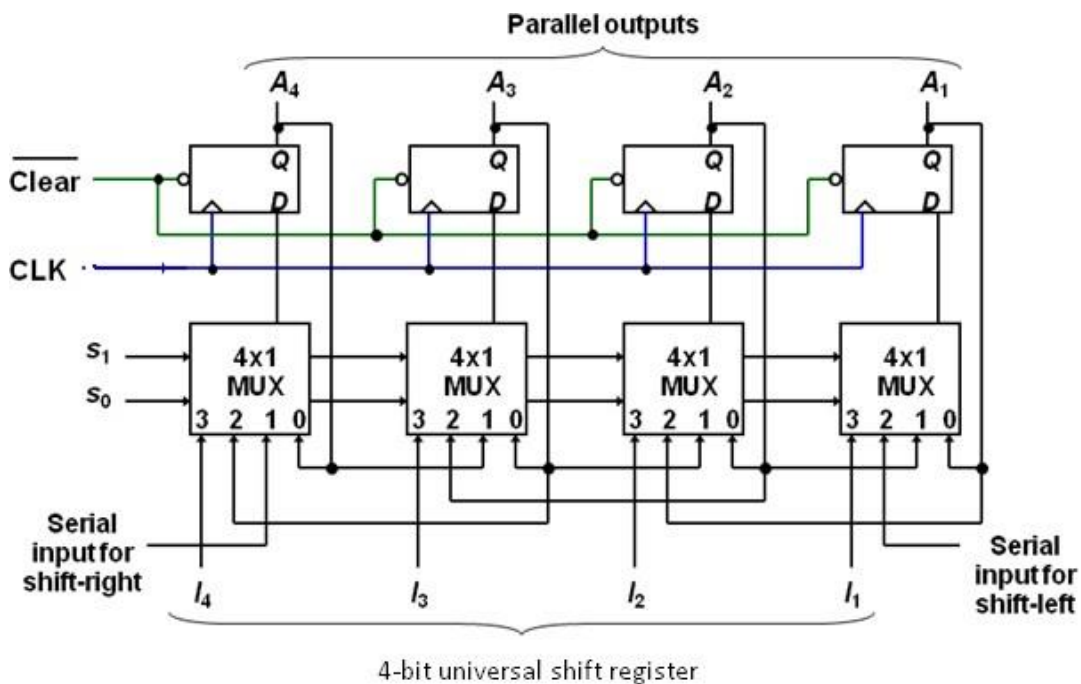 Parallel outputs
A4 A3 A2 A1
Q Q Q Q
Clear
D D D D
CLK
s1 4x1 4x1 4x1 4x1
MUX MUX MUX MUX
s0
3 2 1 0 3 2 1 0 3 2 1 0 3 2 1 0
Serial
input for
shift-right
Serial
input for
shift-left
I4 I3 I2 I1
4-bit universal shift register